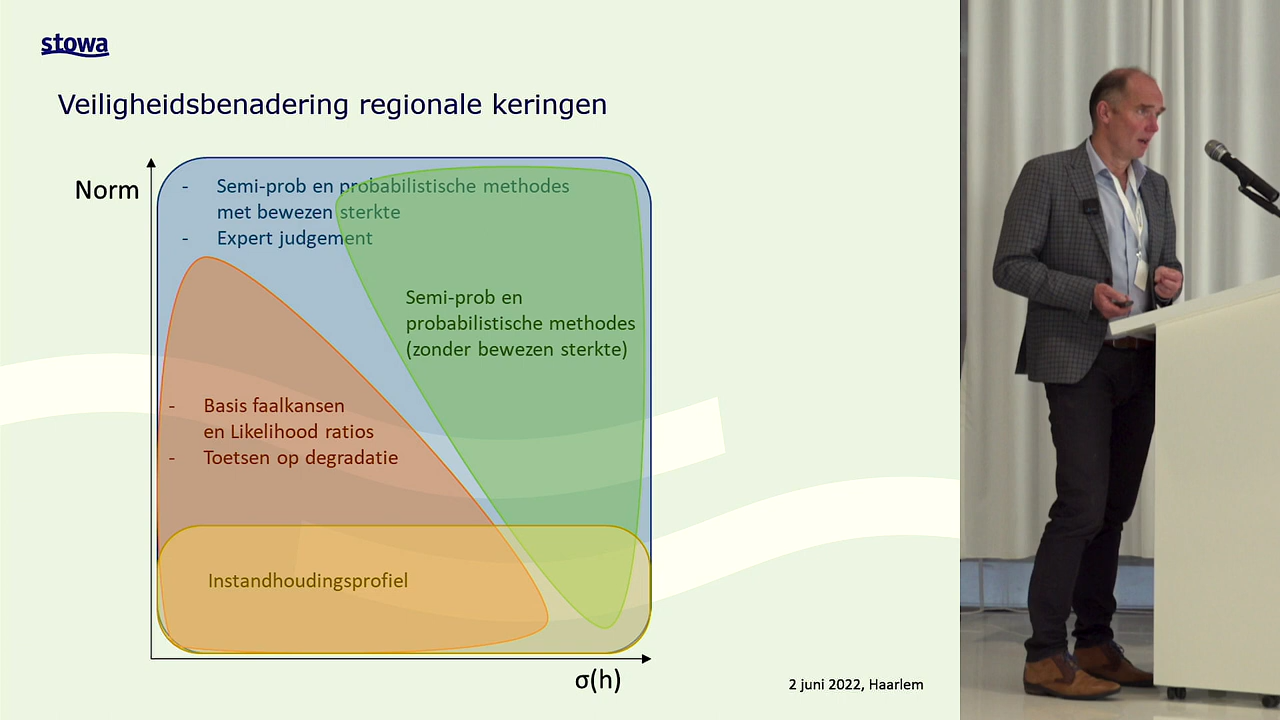 stowa
Veiligheidsbenadering regionale keringen
Norm
- Semi-prob en probabilistische methodes
met bewezen sterkte
- Expert judgement
Semi-prob en
probabilistische methodes
(zonder bewezen sterkte)
- Basis faalkansen
en Likelihood ratios
- Toetsen op degradatie
Instandhoudingsprofiel
σ(h)
2 juni 2022, Haarlem